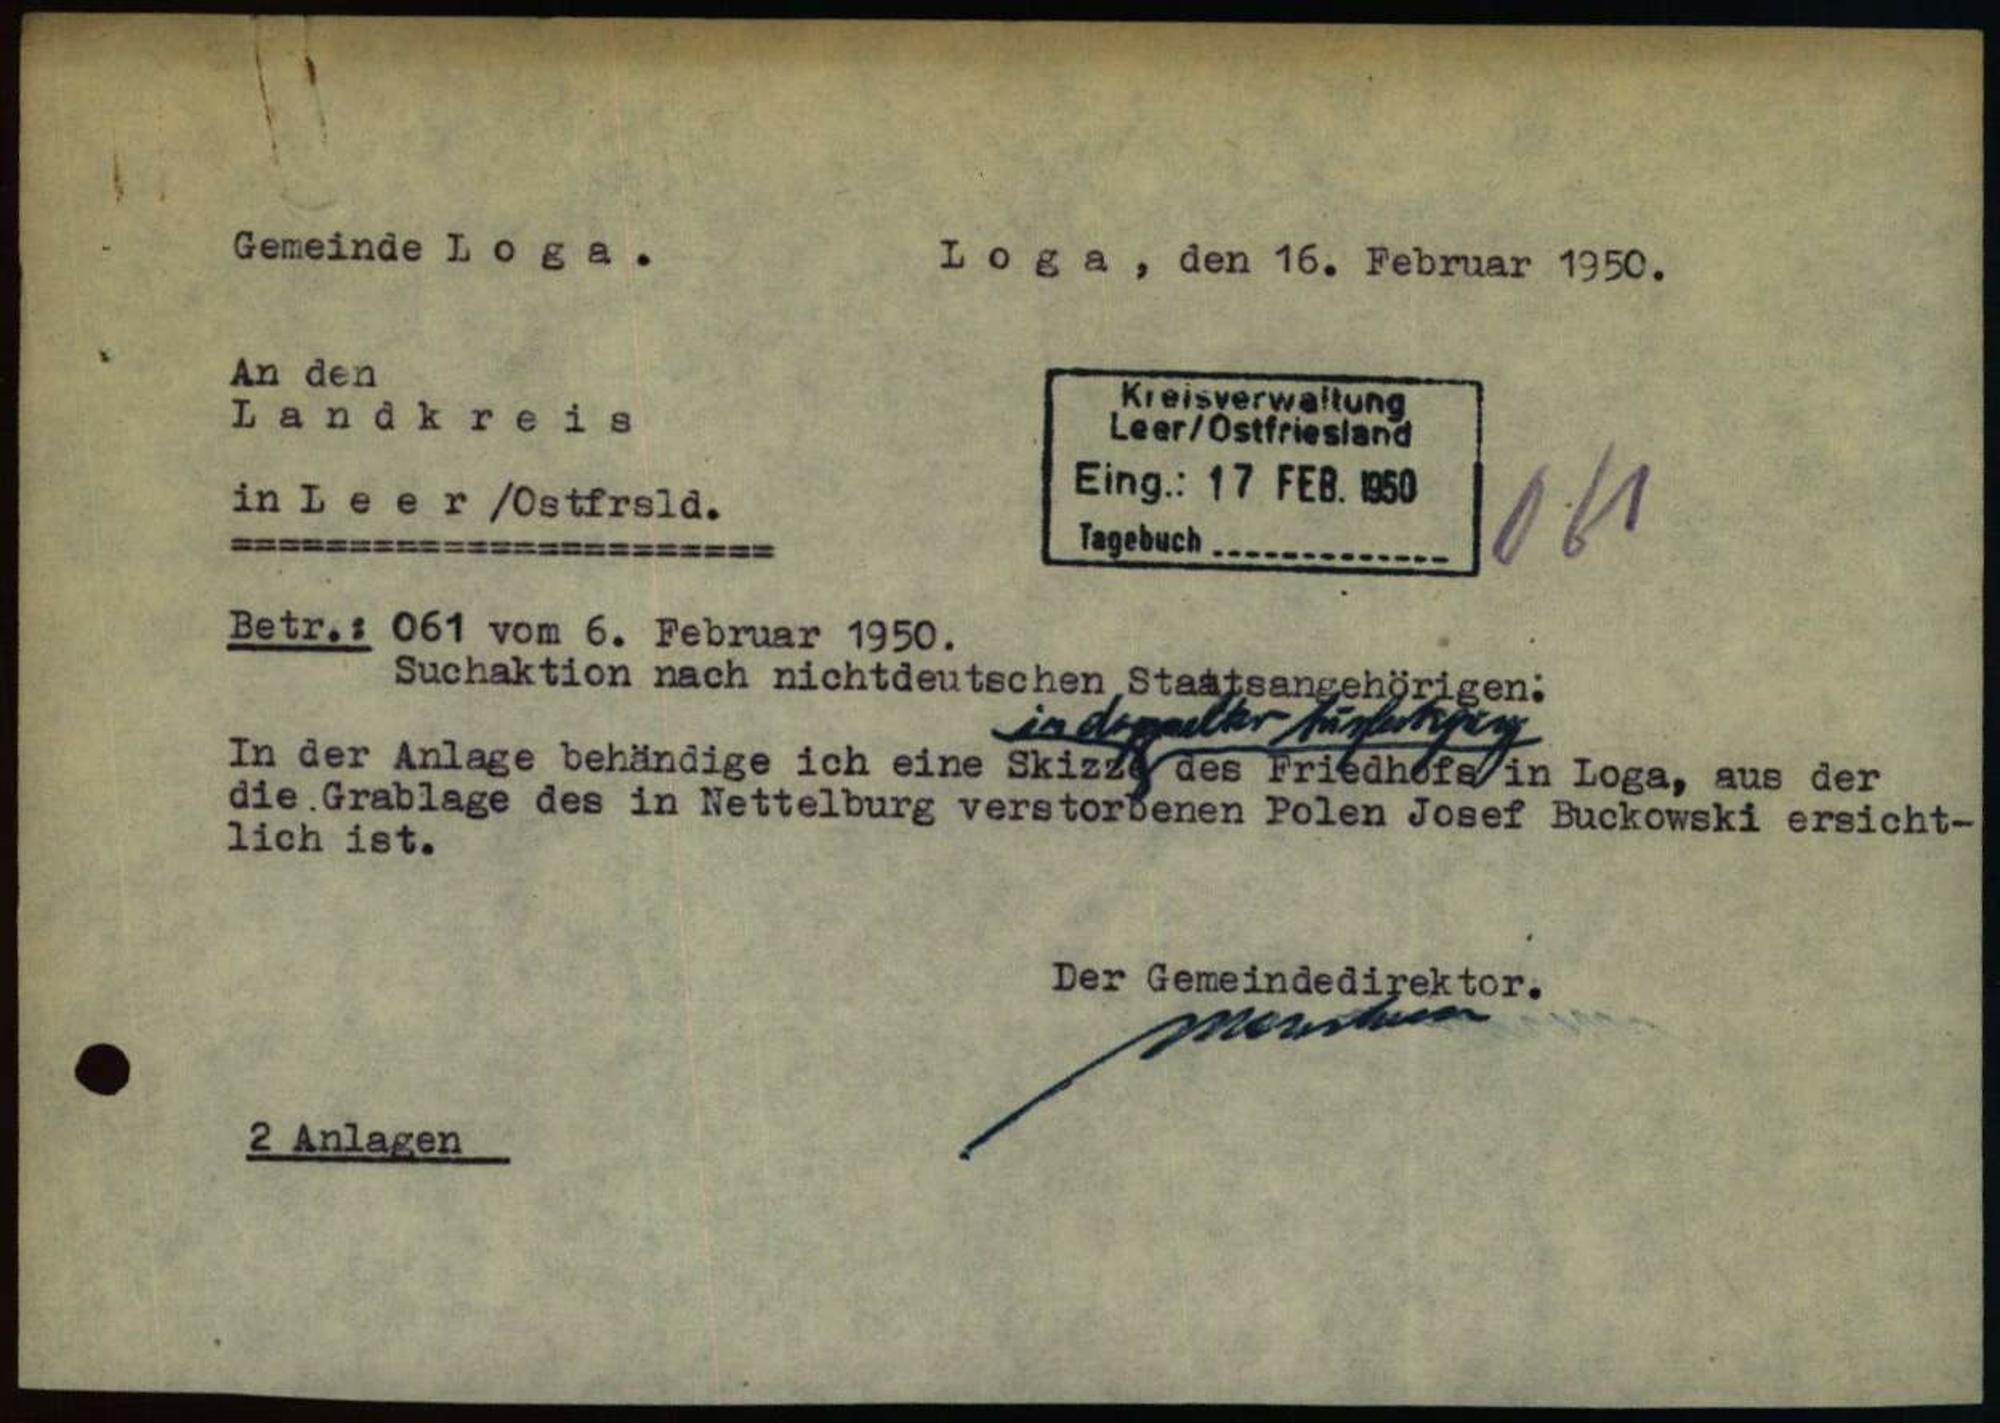 Gemeinde L o g a .
L o g a , den 16. Februar 1950.
An den
L a n d k r e i s
in L e e r /Ostfrsld.
=======================
Kreisverwaltung
Leer/Ostfriesland
Eing.: 17 FEB. 1950
Tagebuch
061
Betr.: 061 vom 6. Februar 1950.
Suchaktion nach nichtdeutschen Staatsangehörigen:
in doppelter Ausfertigung
In der Anlage behändige ich eine Skizze des Friedhofs in Loga, aus der
die Grablage des in Nettelburg verstorbenen Polen Josef Buckowski ersicht-
lich ist.
Der Gemeindedirektor.
2 Anlagen